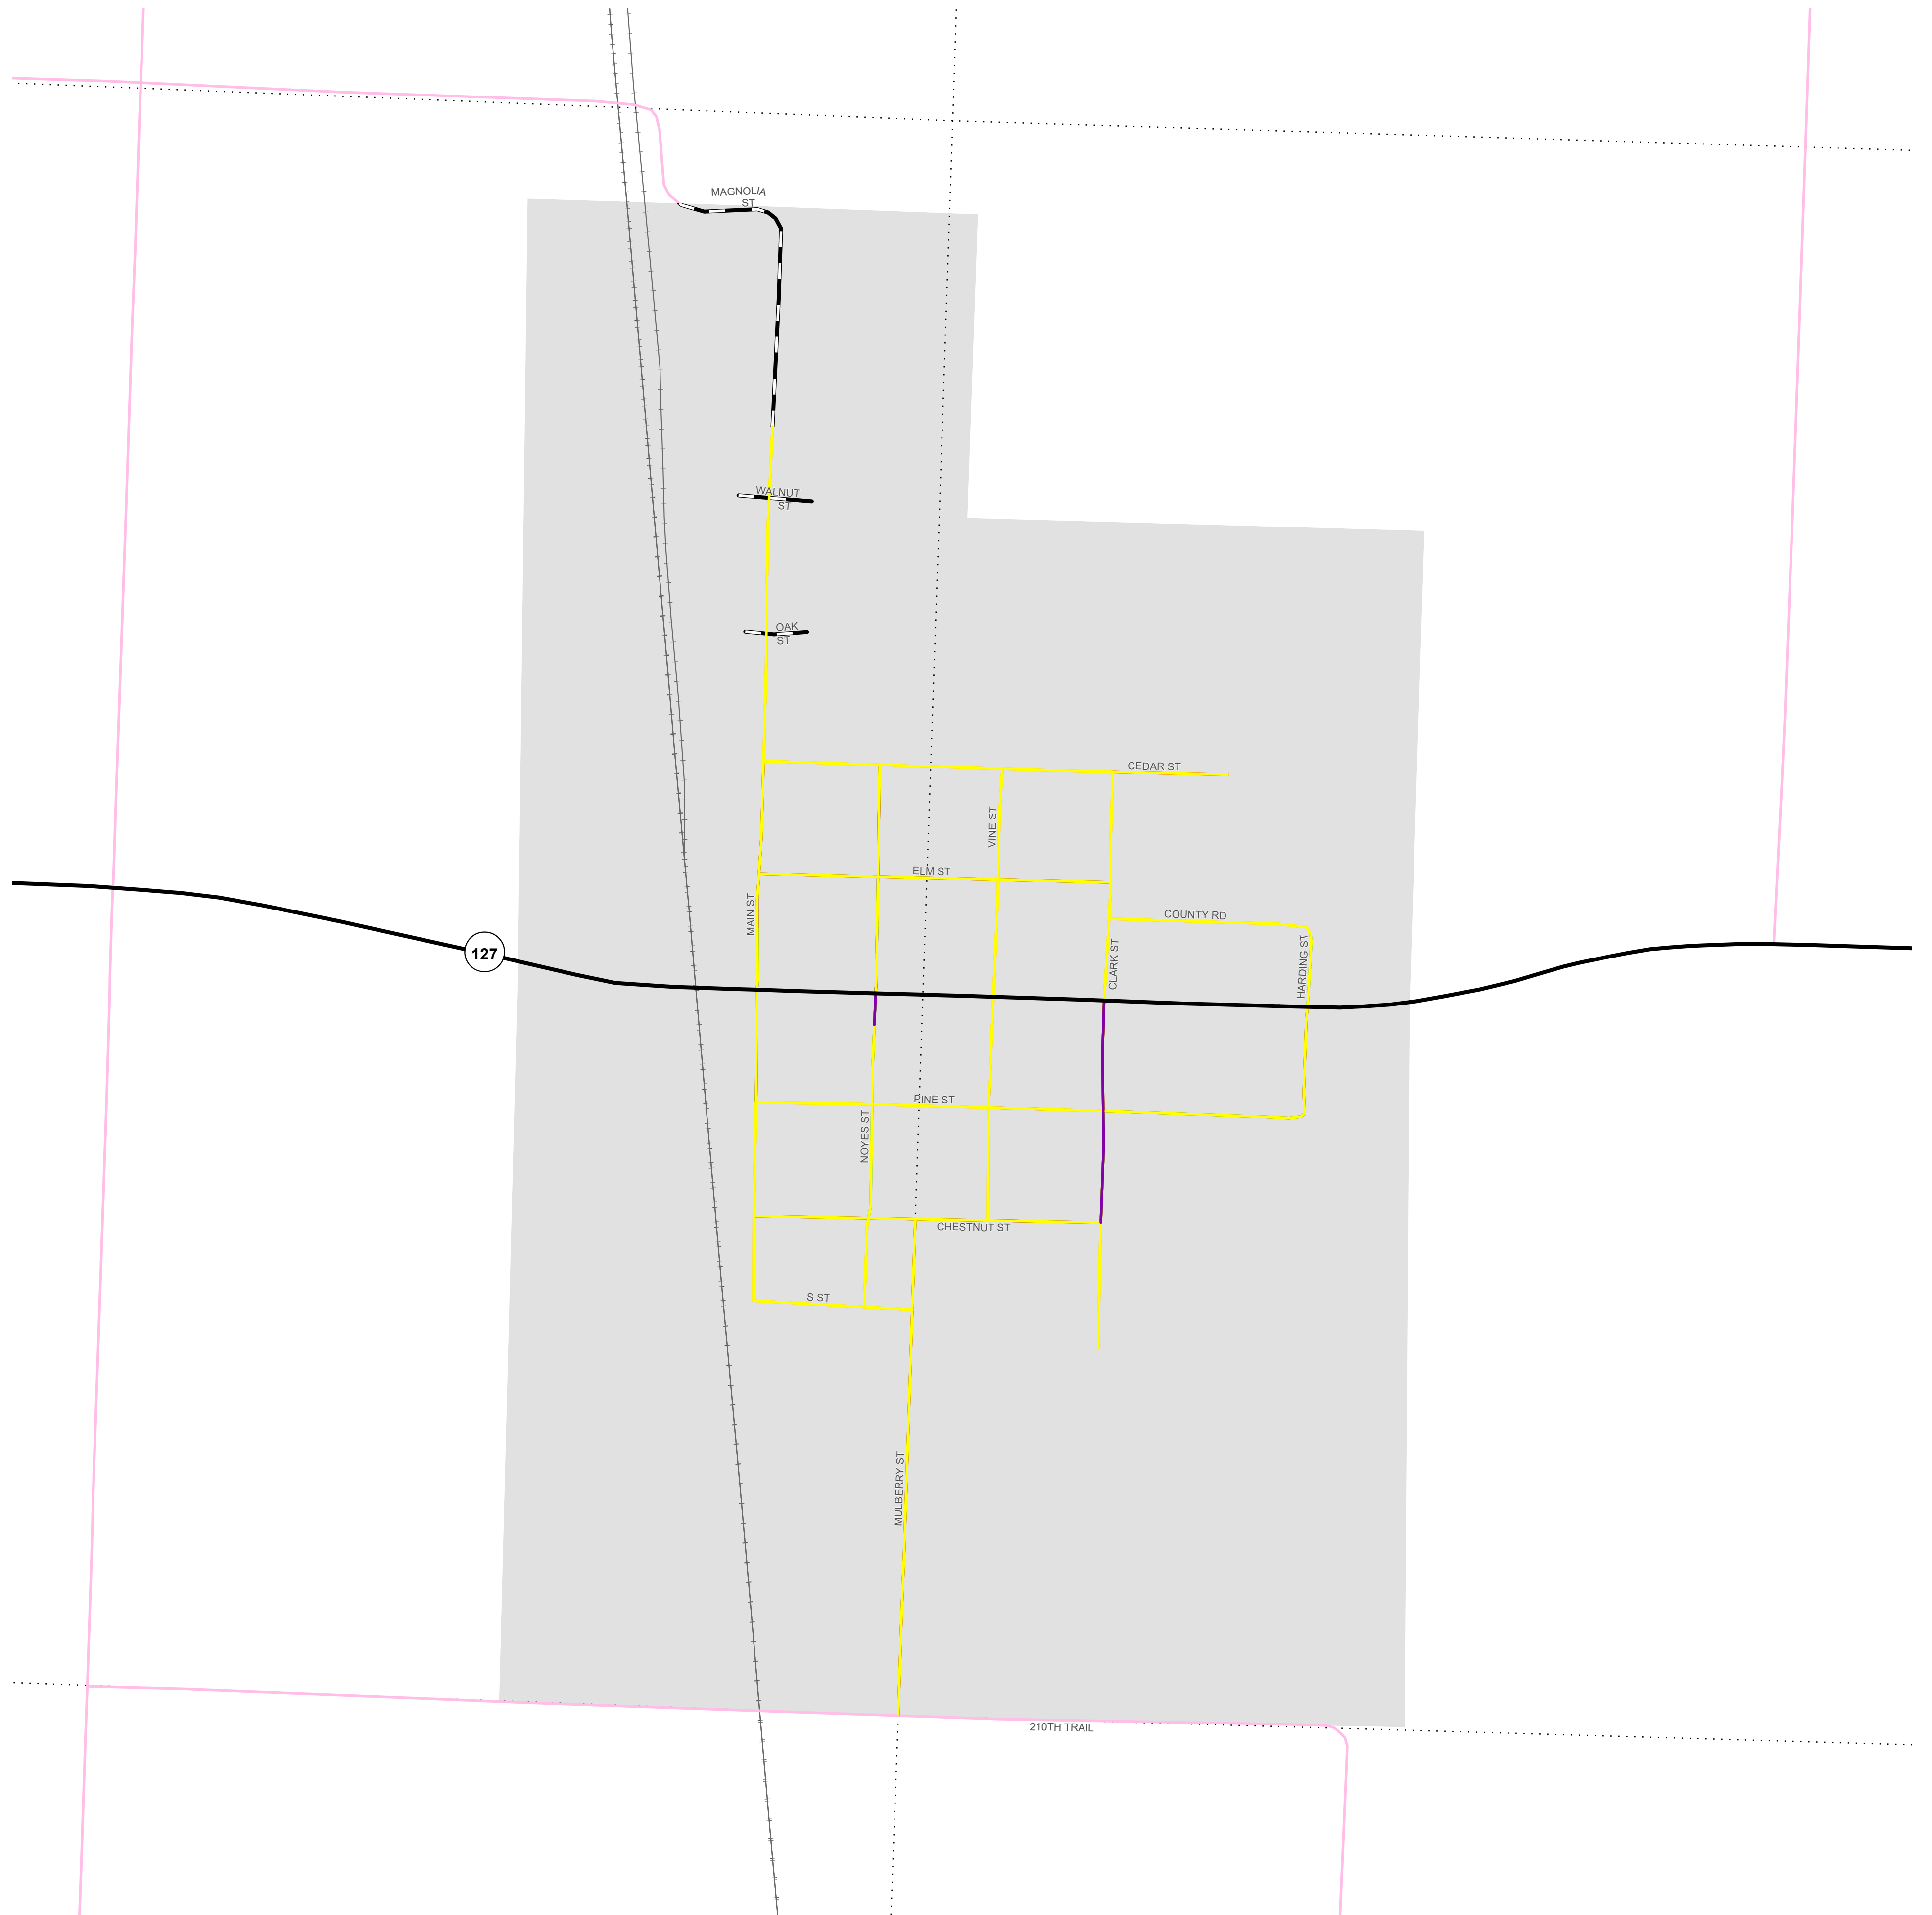 MAGNOLIA
ST
WALNUT
ST
OAK
ST
CEDAR ST
VINE ST
ELM ST
MAIN ST
COUNTY RD
CLARK ST
HARDING ST
127
PINE ST
NOYES ST
CHESTNUT ST
S ST
MULBERRY ST
210TH TRAIL